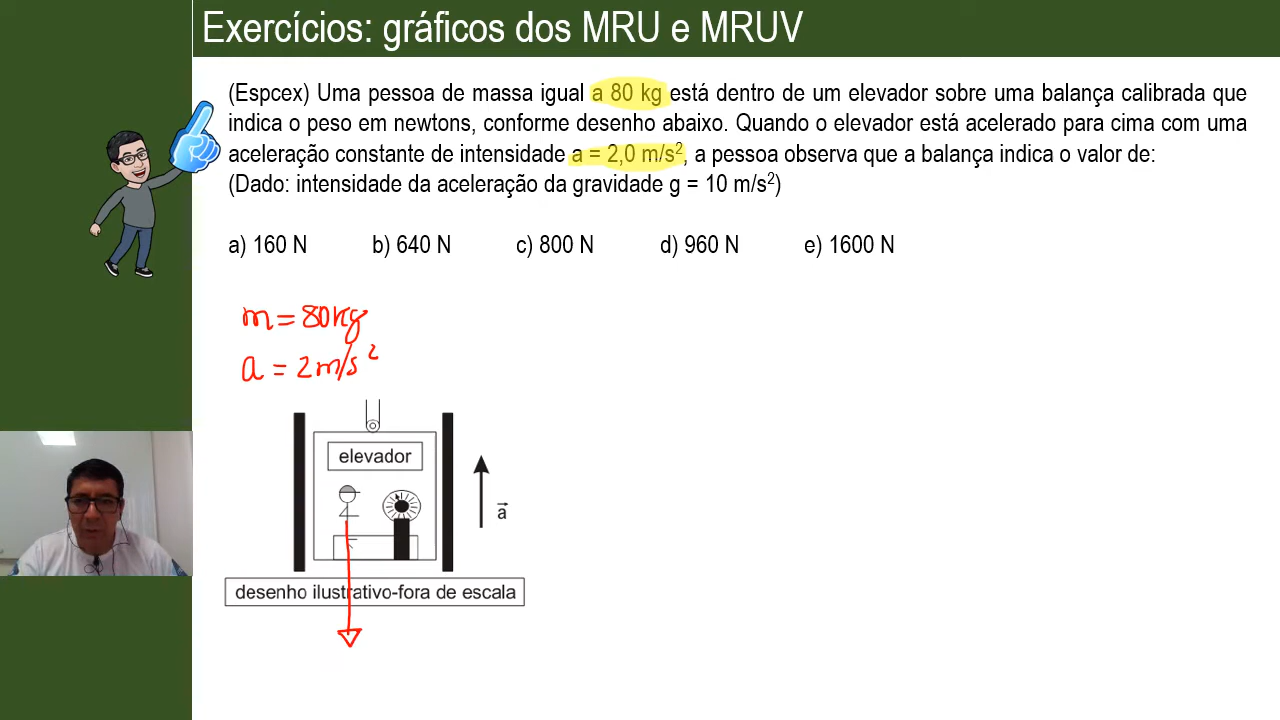 Exercícios: gráficos dos MRU e MRUV
(Espcex) Uma pessoa de massa igual a 80 kg está dentro de um elevador sobre uma balança calibrada que
indica o peso em newtons, conforme desenho abaixo. Quando o elevador está acelerado para cima com uma
aceleração constante de intensidade a = 2,0 m/s², a pessoa observa que a balança indica o valor de:
(Dado: intensidade da aceleração da gravidade g = 10 m/s²)
a) 160 N b) 640 N c) 800 N d) 960 N e) 1600 N
m = 80kg
a = 2m/s²
elevador
a
desenho ilustrativo-fora de escala